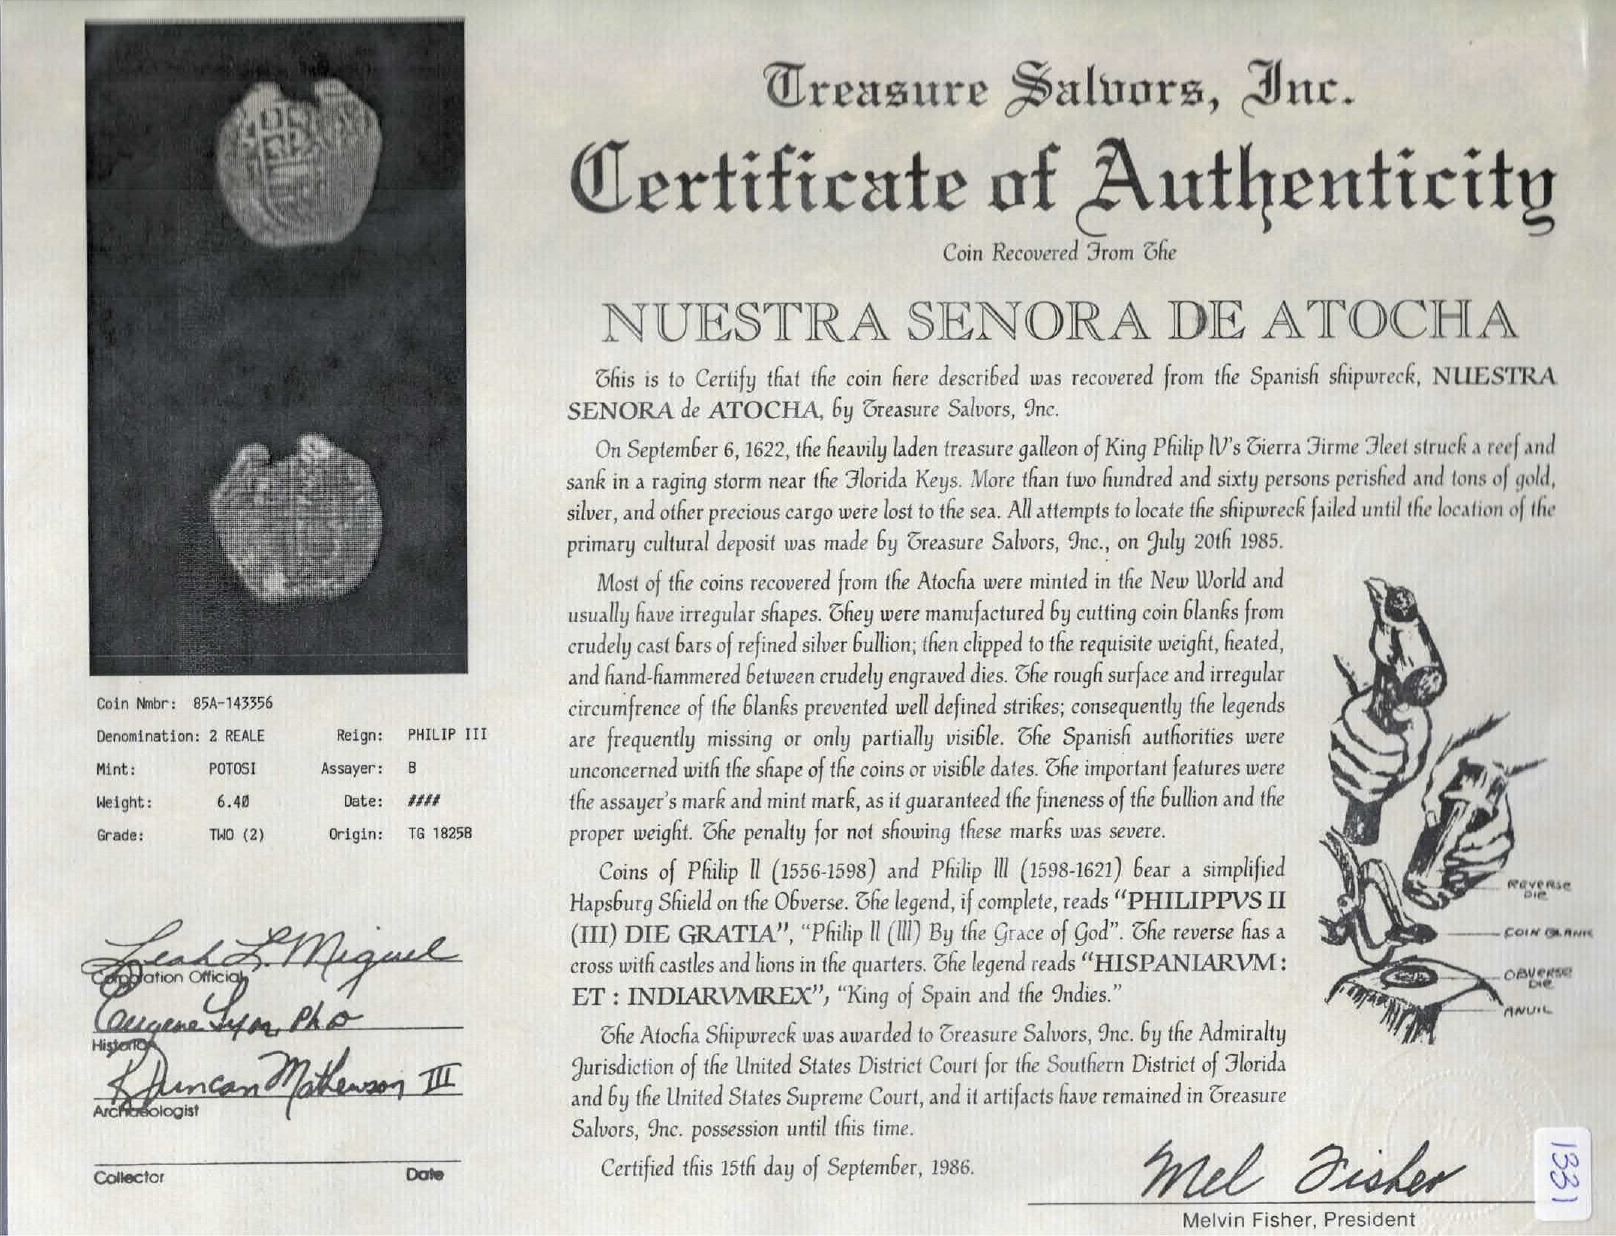 Treasure Salvors, Inc.
Certificate of Authenticity
Coin Recovered From The
NUESTRA SENORA DE ATOCHA
This is to Certify that the coin here described was recovered from the Spanish shipwreck, NUESTRA
SENORA de ATOCHA, by Treasure Salvors, Inc.
On September 6, 1622, the heavily laden treasure galleon of King Philip IV's Tierra Firme Fleet struck a reef and
sank in a raging storm near the Florida Keys. More than two hundred and sixty persons perished and tons of gold,
silver, and other precious cargo were lost to the sea. All attempts to locate the shipwreck failed until the location of the
primary cultural deposit was made by Treasure Salvors, Inc., on July 20th 1985.
Most of the coins recovered from the Atocha were minted in the New World and
usually have irregular shapes. They were manufactured by cutting coin blanks from
crudely cast bars of refined silver bullion; then clipped to the requisite weight, heated,
and hand-hammered between crudely engraved dies. The rough surface and irregular
circumfrence of the blanks prevented well defined strikes; consequently the legends
are frequently missing or only partially visible. The Spanish authorities were
unconcerned with the shape of the coins or visible dates. The important features were
the assayer's mark and mint mark, as it guaranteed the fineness of the bullion and the
proper weight. The penalty for not showing these marks was severe.
Coins of Philip II (1556-1598) and Philip III (1598-1621) bear a simplified
Hapsburg Shield on the Obverse. The legend, if complete, reads "PHILIPPVS II
(III) DIE GRATIA", "Philip II (III) By the Grace of God". The reverse has a
cross with castles and lions in the quarters. The legend reads "HISPANIARVM :
ET : INDIARVMREX", "King of Spain and the Indies."
The Atocha Shipwreck was awarded to Treasure Salvors, Inc. by the Admiralty
Jurisdiction of the United States District Court for the Southern District of Florida
and by the United States Supreme Court, and it artifacts have remained in Treasure
Salvors, Inc. possession until this time.
Certified this 15th day of September, 1986.
Mel Fisher
Melvin Fisher, President
REVERSE
DIE
COIN BLANK
OBVERSE
DIE
ANVIL
1331
Coin Nmbr: 85A-143356
Denomination: 2 REALE Reign: PHILIP III
Mint: POTOSI Assayer: B
Weight: 6.40 Date: ####
Grade: TWO (2) Origin: TG 18258
Leah L. Miguel
Corporation Official
Eugene Lyon, PhD
Historian
R Duncan Mathewson III
Archaeologist
Collector Date